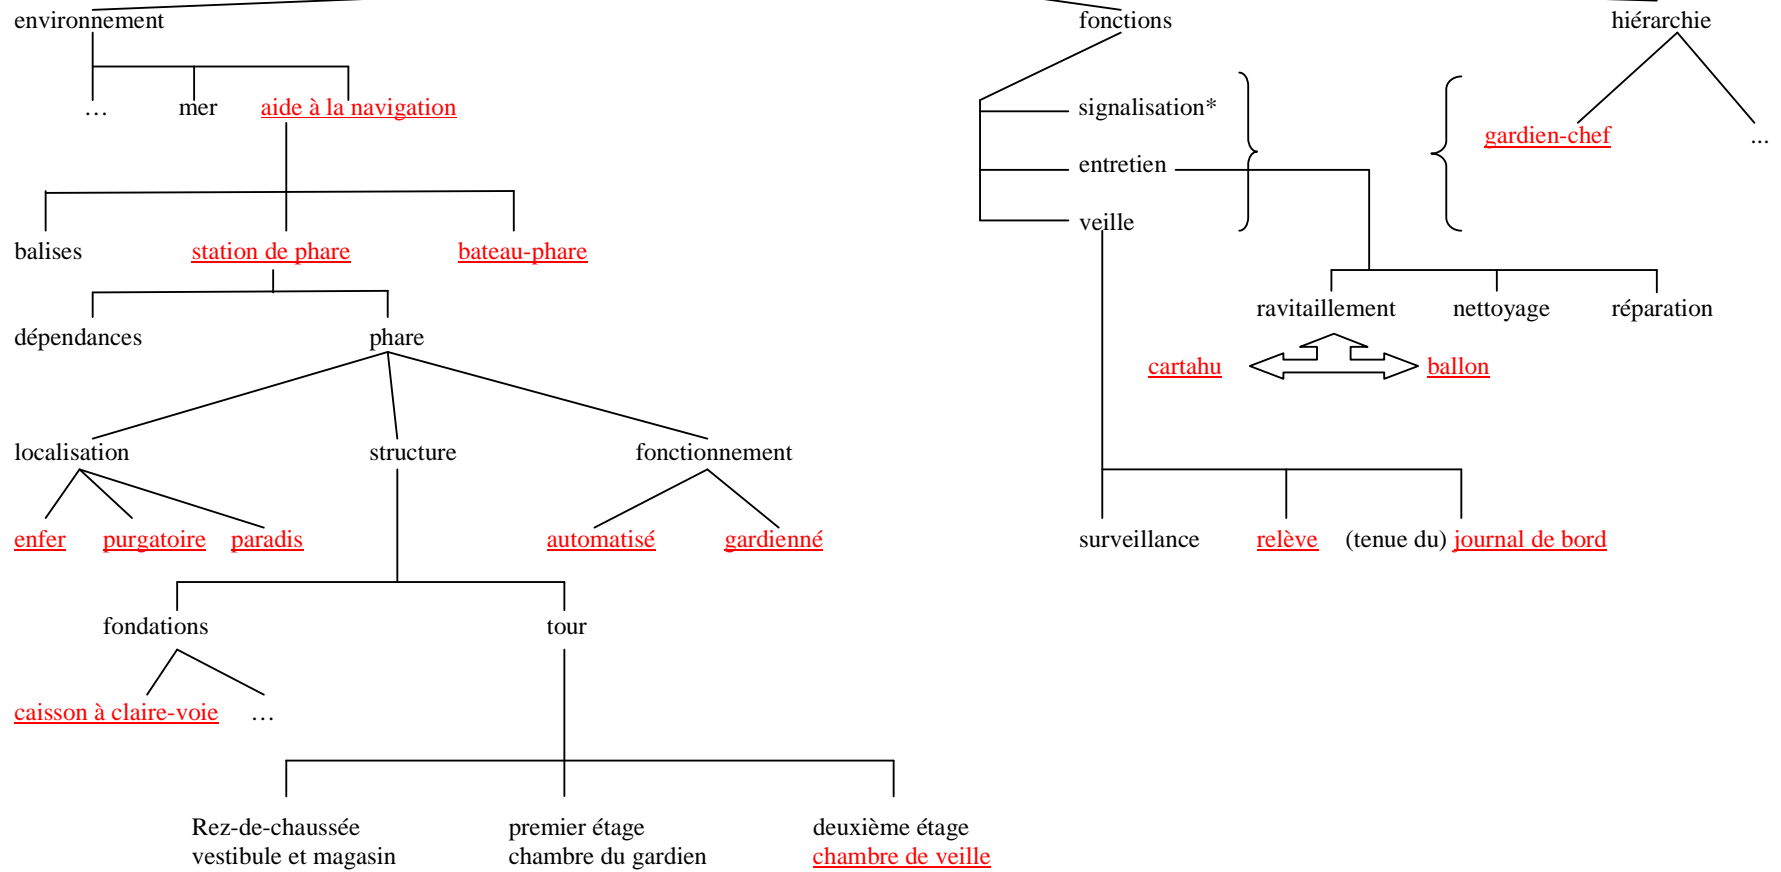 environnement fonctions hiérarchie
… mer aide à la navigation signalisation*
gardien-chef ...
entretien
veille
balises station de phare bateau-phare
ravitaillement nettoyage réparation
dépendances phare
cartahu ballon
localisation structure fonctionnement
enfer purgatoire paradis automatisé gardienné surveillance relève (tenue du) journal de bord
fondations tour
caisson à claire-voie …
Rez-de-chaussée premier étage deuxième étage
vestibule et magasin chambre du gardien chambre de veille